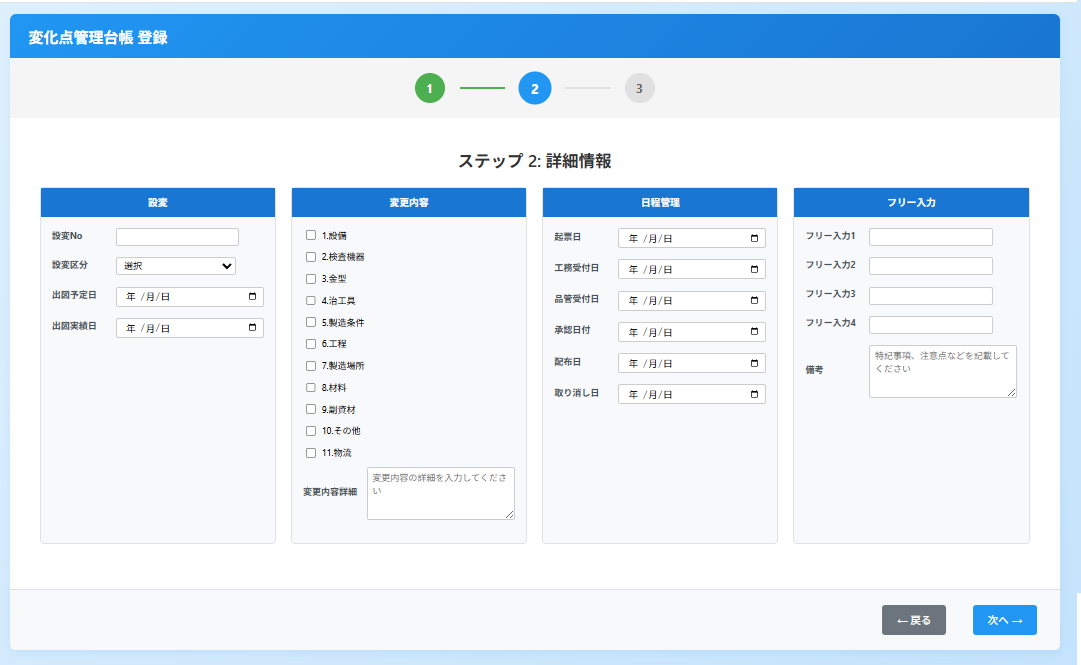 変化点管理台帳 登録
1
2
3
ステップ 2: 詳細情報
設変
設変No
設変区分
選択
出図予定日
年 /月/日
出図実績日
年 /月/日
変更内容
1.設備
2.検査機器
3.金型
4.治工具
5.製造条件
6.工程
7.製造場所
8.材料
9.副資材
10.その他
11.物流
変更内容詳細
変更内容の詳細を入力してくださ
い
日程管理
起票日
年 /月/日
工務受付日
年 /月/日
品管受付日
年 /月/日
承認日付
年 /月/日
配布日
年 /月/日
取り消し日
年 /月/日
フリー入力
フリー入力1
フリー入力2
フリー入力3
フリー入力4
備考
特記事項、注意点などを記載して
ください
←戻る
次へ→